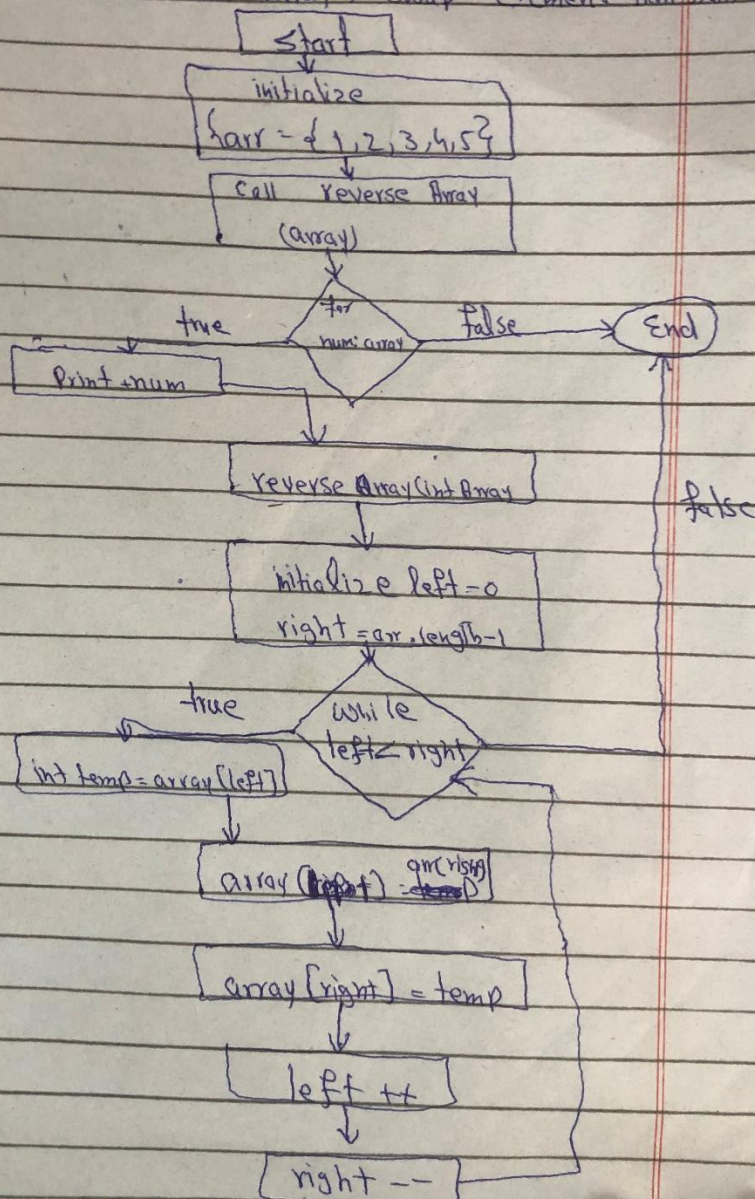 Start
initialize
{arr = {1,2,3,4,5}
Call reverse Array
(array)
for
num:array
true
false
End
Print num
reverse Array(int Array
initialize left=0
right=arr.length-1
while
left< right
true
false
int temp=array[left]
array = arr(right)
array[right] = temp
left ++
right --